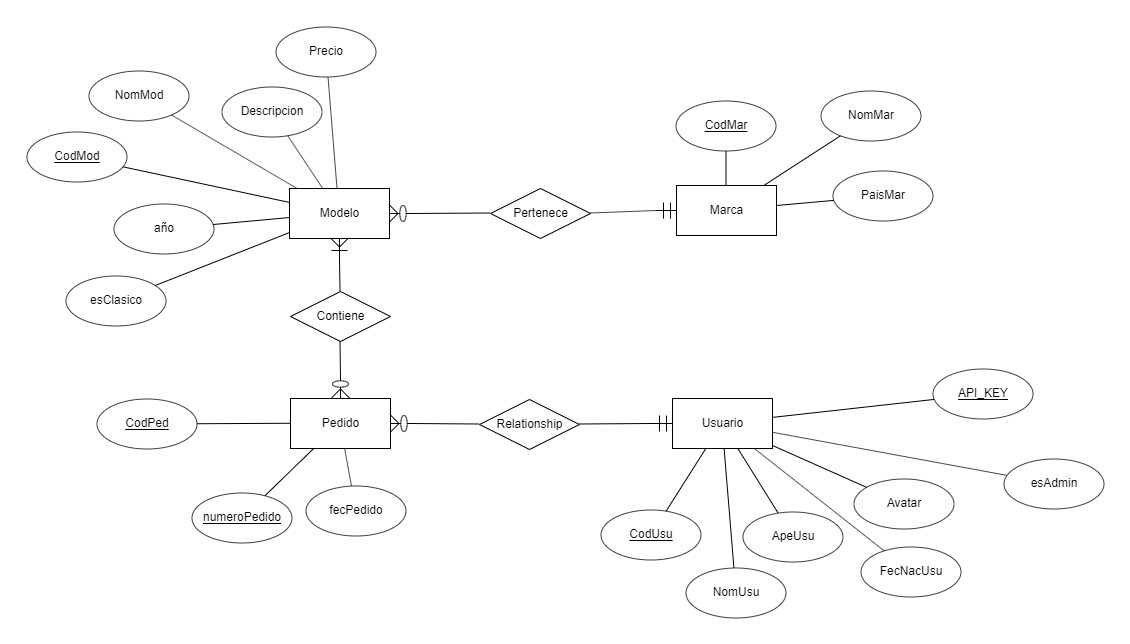 Precio
NomMod
Descripcion
CodMar
NomMar
CodMod
PaisMar
Modelo
Pertenece
Marca
año
esClasico
Contiene
API_KEY
CodPed
Pedido
Relationship
Usuario
esAdmin
Avatar
numeroPedido
fecPedido
CodUsu
ApeUsu
FecNacUsu
NomUsu